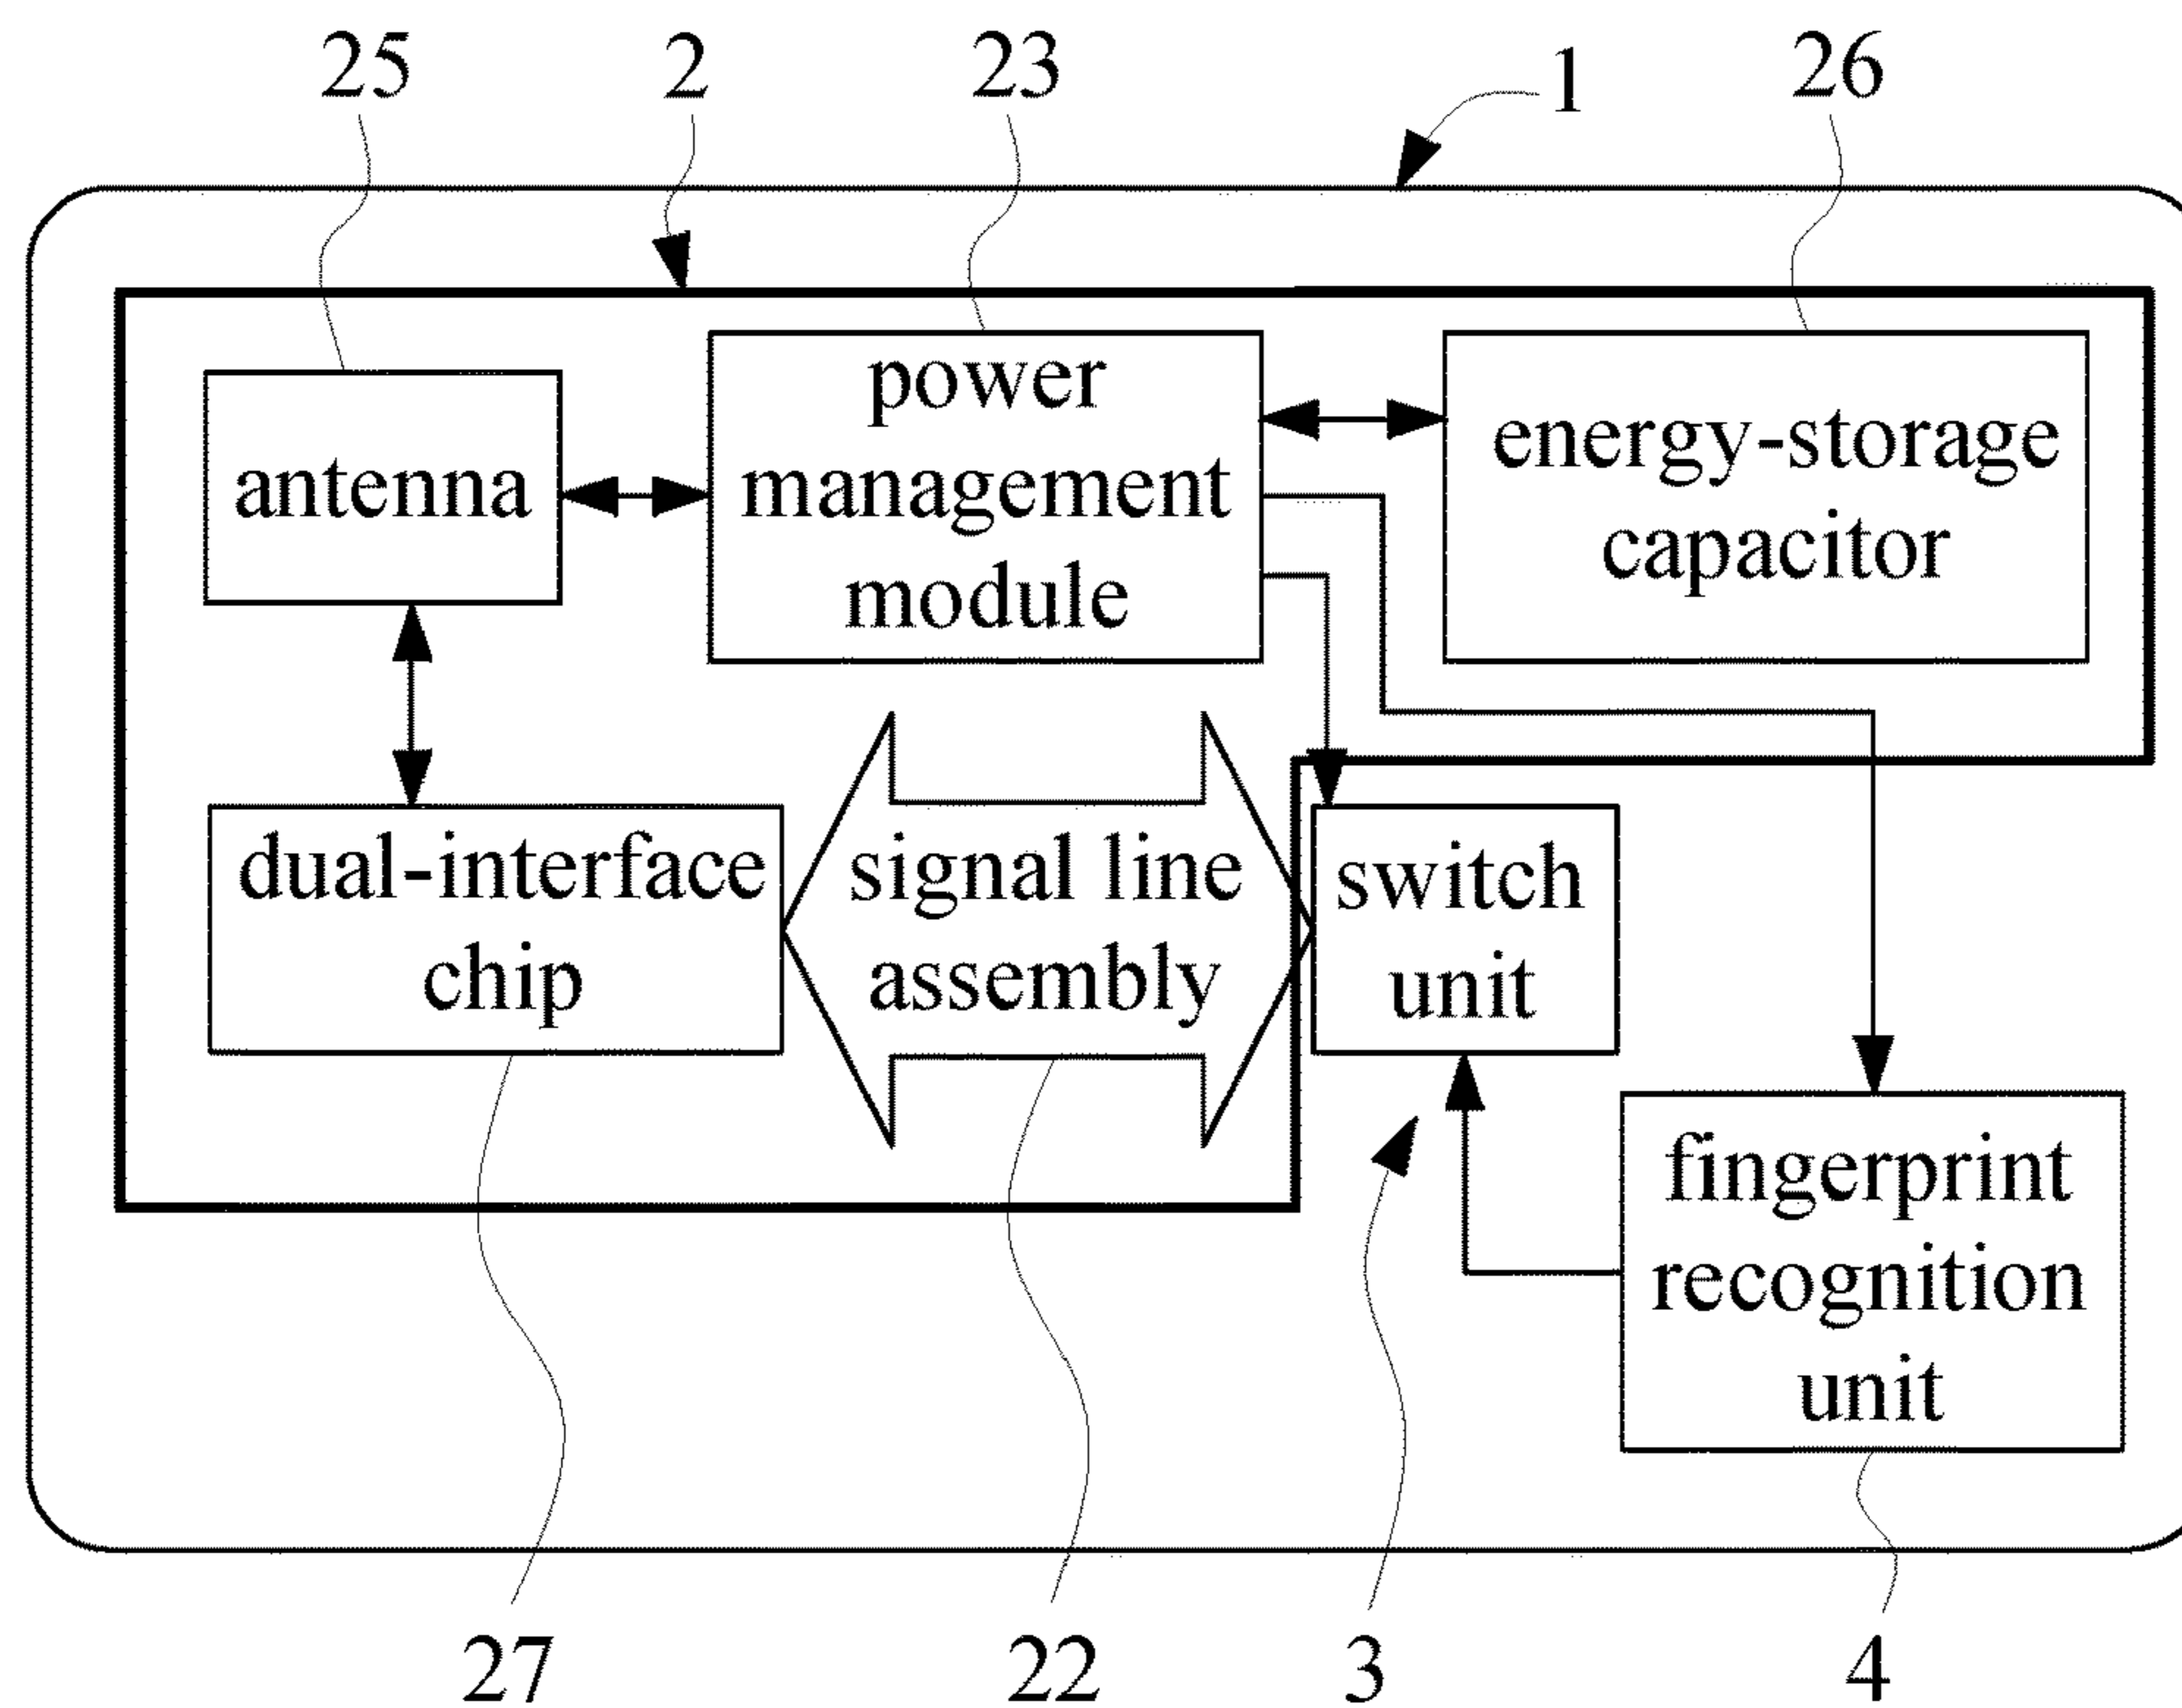 25
2
23
1
26
antenna
power
management
module
energy-storage
capacitor
dual-interface
chip
signal line
assembly
switch
unit
fingerprint
recognition
unit
27
22
3
4